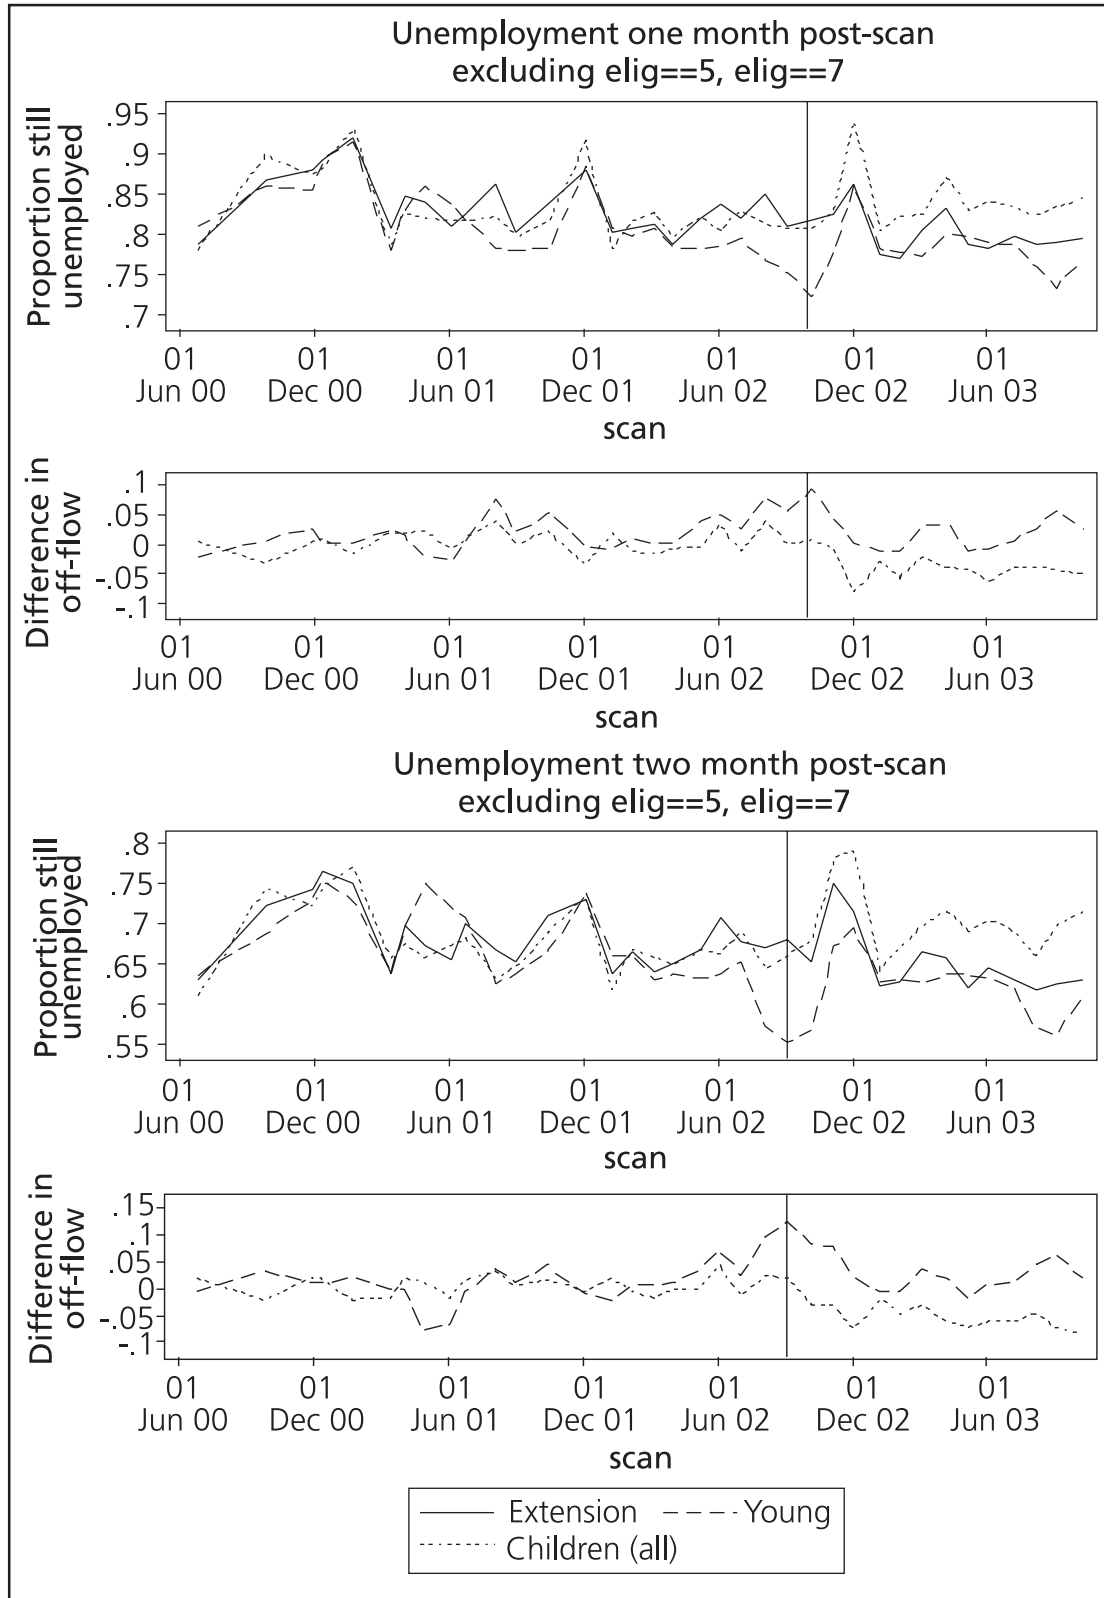 Unemployment one month post-scan
excluding elig==5, elig==7
Proportion still
unemployed
.95
.9
.85
.8
.75
.7
01 01 01 01 01 01 01
Jun 00 Dec 00 Jun 01 Dec 01 Jun 02 Dec 02 Jun 03
scan
Difference in
off-flow
.1
.05
0
-.05
-.1
01 01 01 01 01 01 01
Jun 00 Dec 00 Jun 01 Dec 01 Jun 02 Dec 02 Jun 03
scan
Unemployment two month post-scan
excluding elig==5, elig==7
Proportion still
unemployed
.8
.75
.7
.65
.6
.55
01 01 01 01 01 01 01
Jun 00 Dec 00 Jun 01 Dec 01 Jun 02 Dec 02 Jun 03
scan
Difference in
off-flow
.15
.1
.05
0
-.05
-.1
01 01 01 01 01 01 01
Jun 00 Dec 00 Jun 01 Dec 01 Jun 02 Dec 02 Jun 03
scan
Extension Young
Children (all)